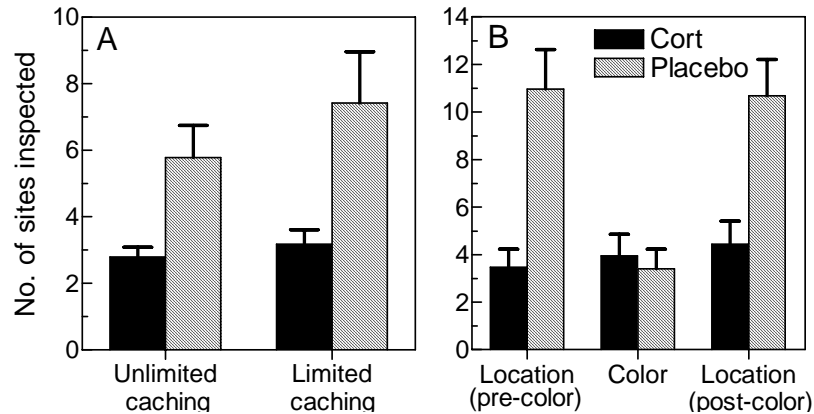 A
No. of sites inspected
10
8
6
4
2
0
Unlimited
caching
Limited
caching
B
Cort
Placebo
14
12
10
8
6
4
2
0
Location
(pre-color)
Color
Location
(post-color)